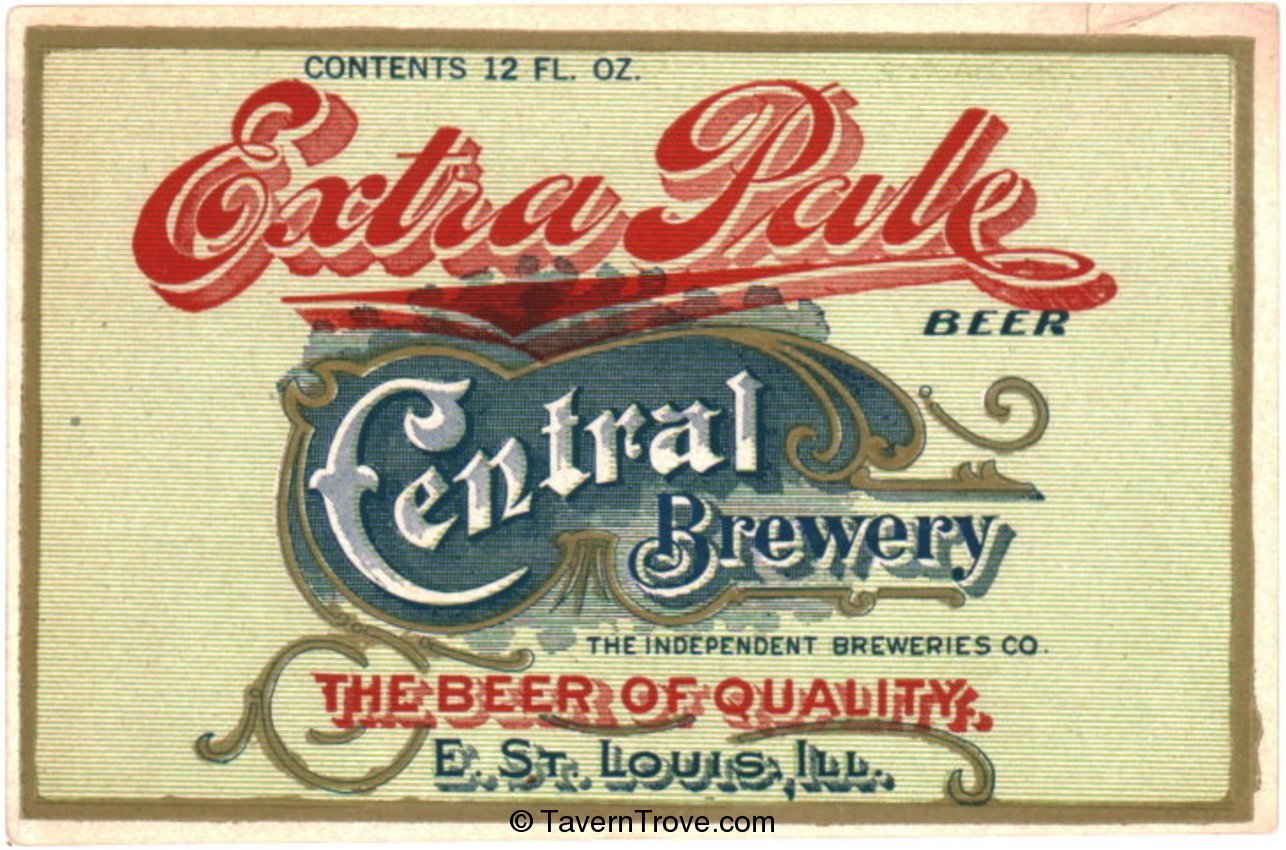 CONTENTS 12 FL. OZ.
Extra Pale
BEER
Central
Brewery
THE INDEPENDENT BREWERIES CO.
THE BEER OF QUALITY.
E. ST. LOUIS, ILL.
© TavernTrove.com